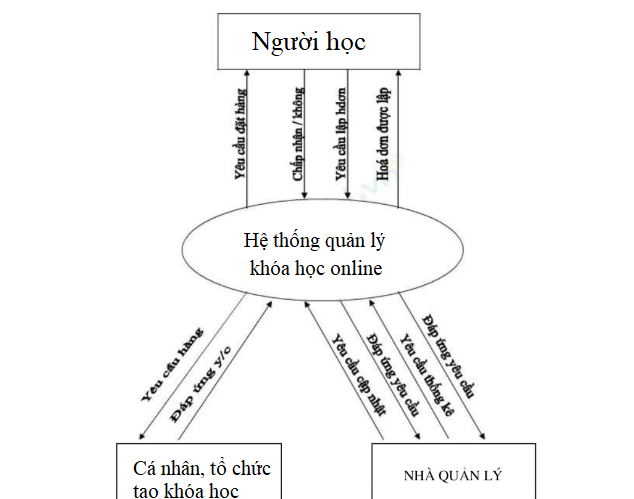 Người học
Yêu cầu đặt hàng
Chấp nhận / không
Yêu cầu lập hđơn
Hoá đơn được lập
Hệ thống quản lý
khóa học online
Yêu cầu hàng
Đáp ứng y/c
Yêu cầu cập nhật
Đáp ứng yêu cầu
Yêu cầu thống kê
Đáp ứng yêu cầu
Cá nhân, tổ chức
tạo khóa học
NHÀ QUẢN LÝ